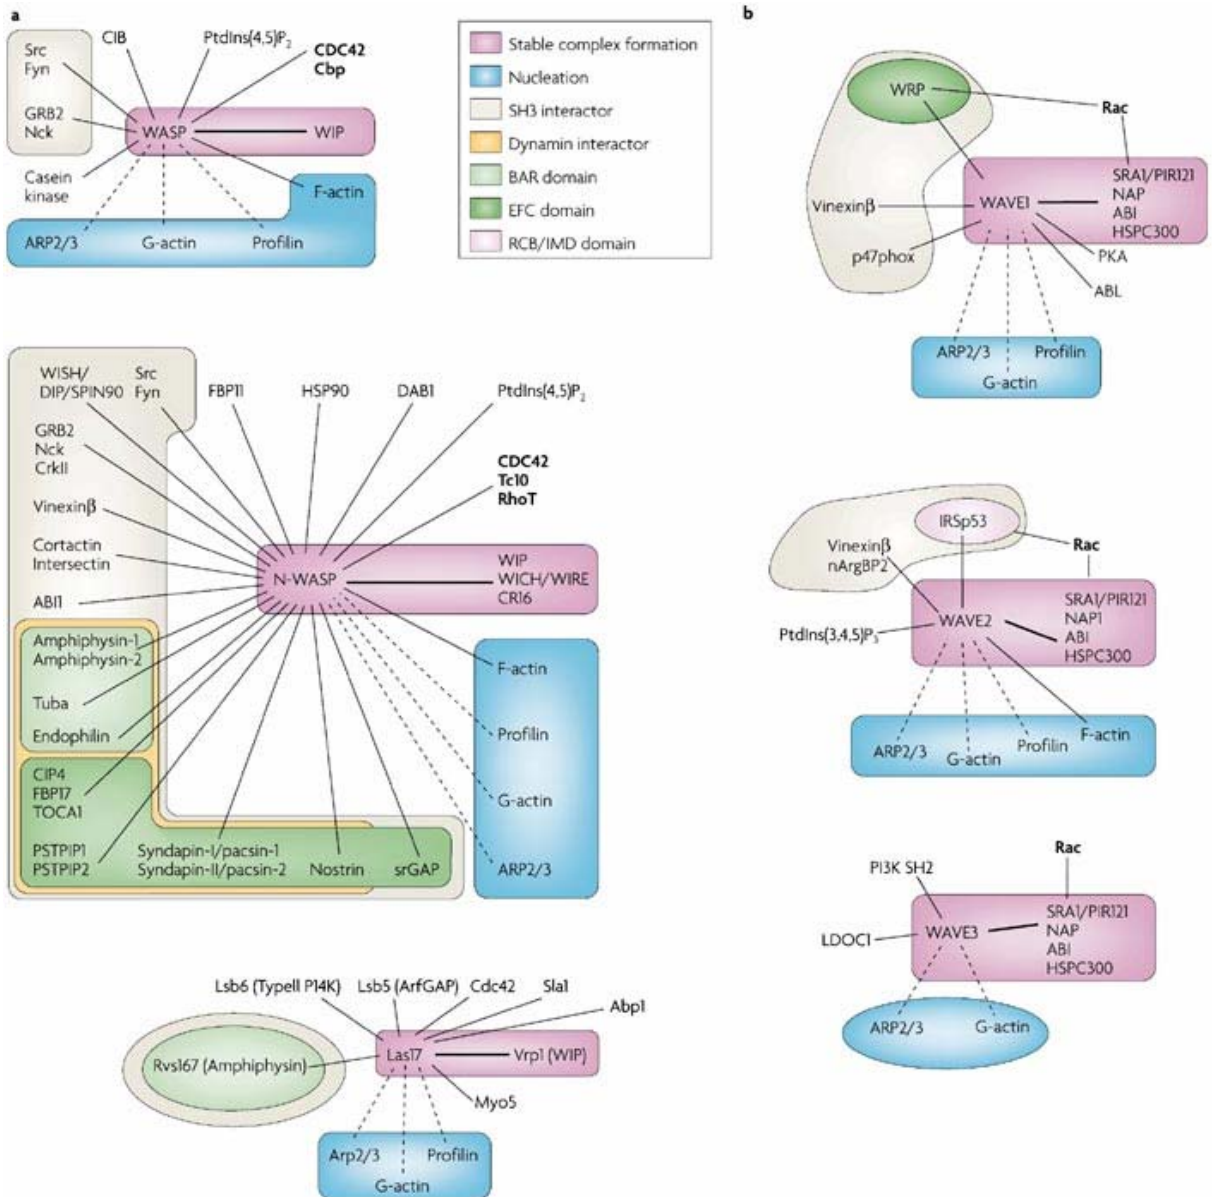 a
Src
Fyn
CIB
PtdIns(4,5)P₂
CDC42
Cbp
GRB2
Nck
WASP
WIP
Casein
kinase
F-actin
ARP2/3
G-actin
Profilin
Stable complex formation
Nucleation
SH3 interactor
Dynamin interactor
BAR domain
EFC domain
RCB/IMD domain
WISH/
DIP/SPIN90
Src
Fyn
FBP11
HSP90
DAB1
PtdIns(4,5)P₂
GRB2
Nck
CrkII
CDC42
Tc10
RhoT
Vinexinβ
Cortactin
Intersectin
N-WASP
WIP
WICH/WIRE
CR16
ABI1
Amphiphysin-1
Amphiphysin-2
F-actin
Tuba
Endophilin
Profilin
CIP4
FBP17
TOCA1
G-actin
PSTPIP1
PSTPIP2
Syndapin-I/pacsin-1
Syndapin-II/pacsin-2
Nostrin
srGAP
ARP2/3
Lsb6 (TypeII P14K)
Lsb5 (ArfGAP)
Cdc42
Sla1
Abp1
Rvs167 (Amphiphysin)
Las17
Vrp1 (WIP)
Myo5
Arp2/3
Profilin
G-actin
b
WRP
Rac
Vinexinβ
WAVE1
SRA1/PIR121
NAP
ABI
HSPC300
p47phox
PKA
ABL
ARP2/3
Profilin
G-actin
IRSp53
Rac
Vinexinβ
nArgBP2
SRA1/PIR121
NAP1
ABI
HSPC300
WAVE2
PtdIns(3,4,5)P₃
ARP2/3
G-actin
Profilin
F-actin
Rac
PI3K SH2
SRA1/PIR121
NAP
ABI
HSPC300
LDOC1
WAVE3
ARP2/3
G-actin